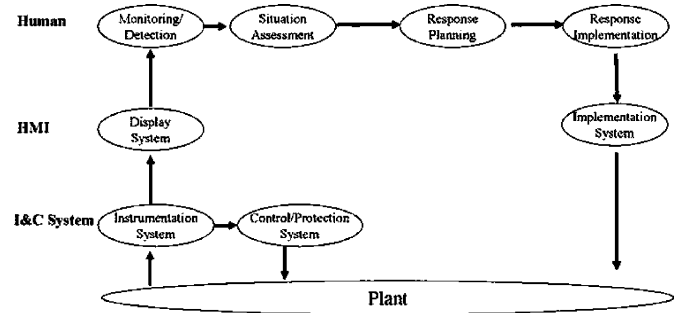 Human
Monitoring/
Detection
Situation
Assessment
Response
Planning
Response
Implementation
HMI
Display
System
Implementation
System
I&C System
Instrumentation
System
Control/Protection
System
Plant